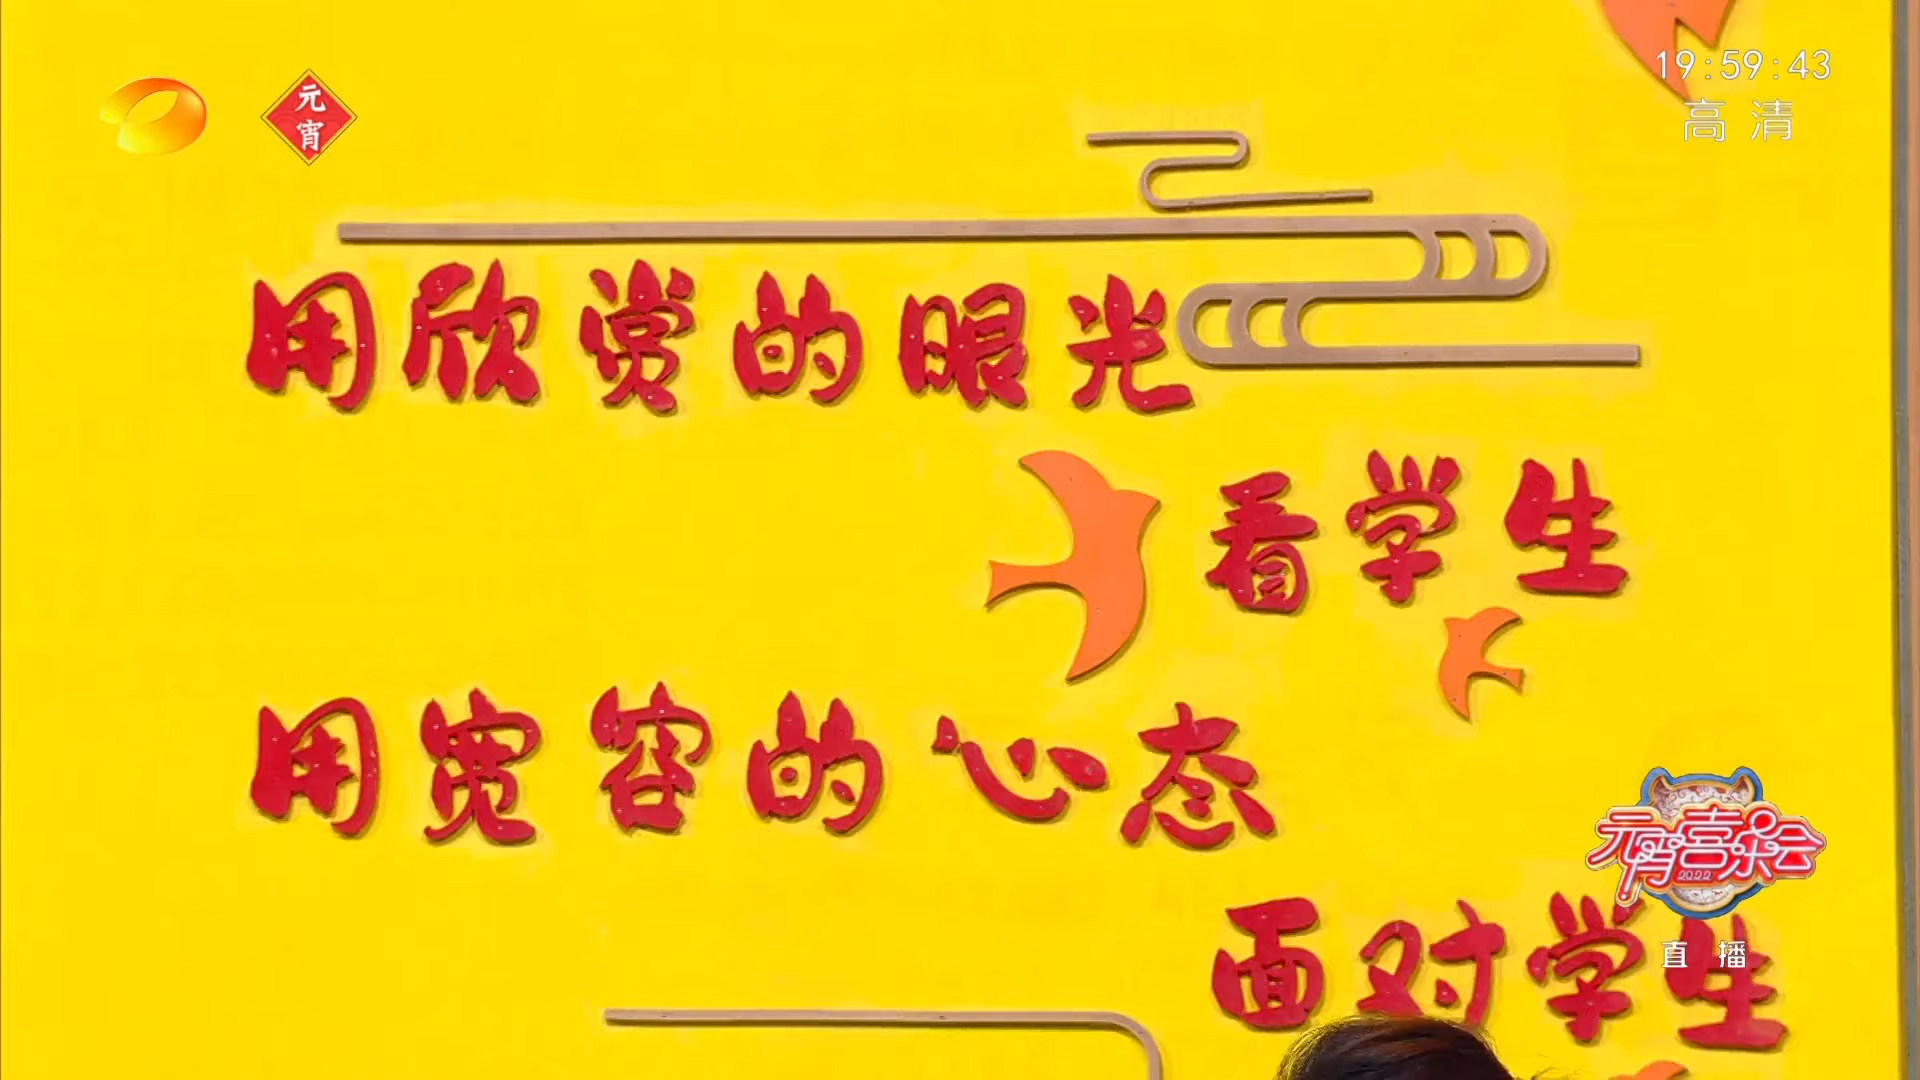 19:59:43
高清
元宵
用欣赏的眼光
看学生
用宽容的心态
面对学生
元宵喜乐会
2022
直播